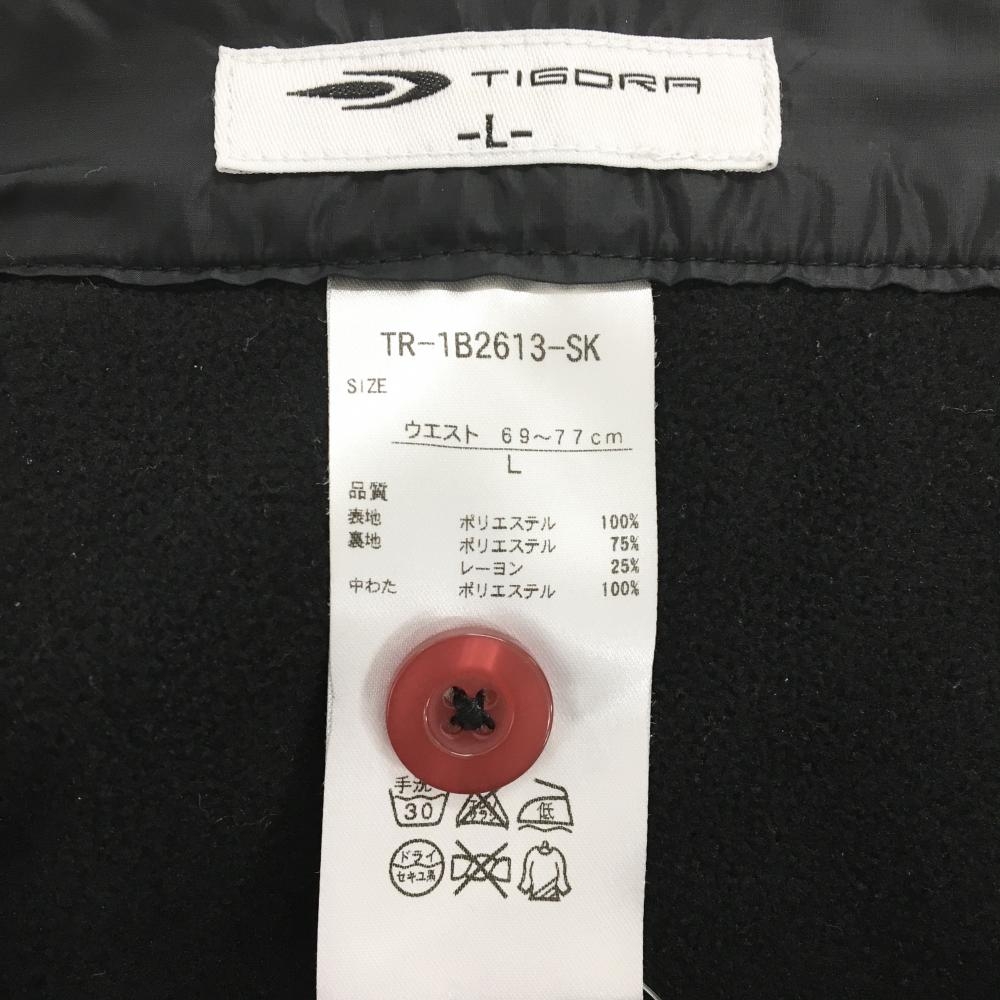 TIGORA
-L-
TR-1B2613-SK
SIZE
ウエスト 69〜77cm
L
品質
表地 ポリエステル 100%
裏地 ポリエステル 75%
レーヨン 25%
中わた ポリエステル 100%
手洗
30 低
ドライ
セキユ系